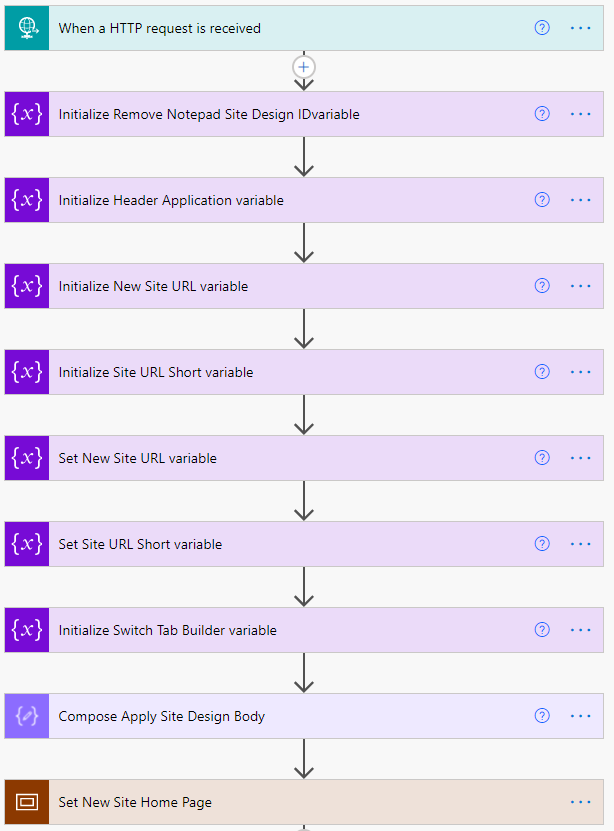 When a HTTP request is received
{x} Initialize Remove Notepad Site Design IDvariable
{x} Initialize Header Application variable
{x} Initialize New Site URL variable
{x} Initialize Site URL Short variable
{x} Set New Site URL variable
{x} Set Site URL Short variable
{x} Initialize Switch Tab Builder variable
Compose Apply Site Design Body
Set New Site Home Page